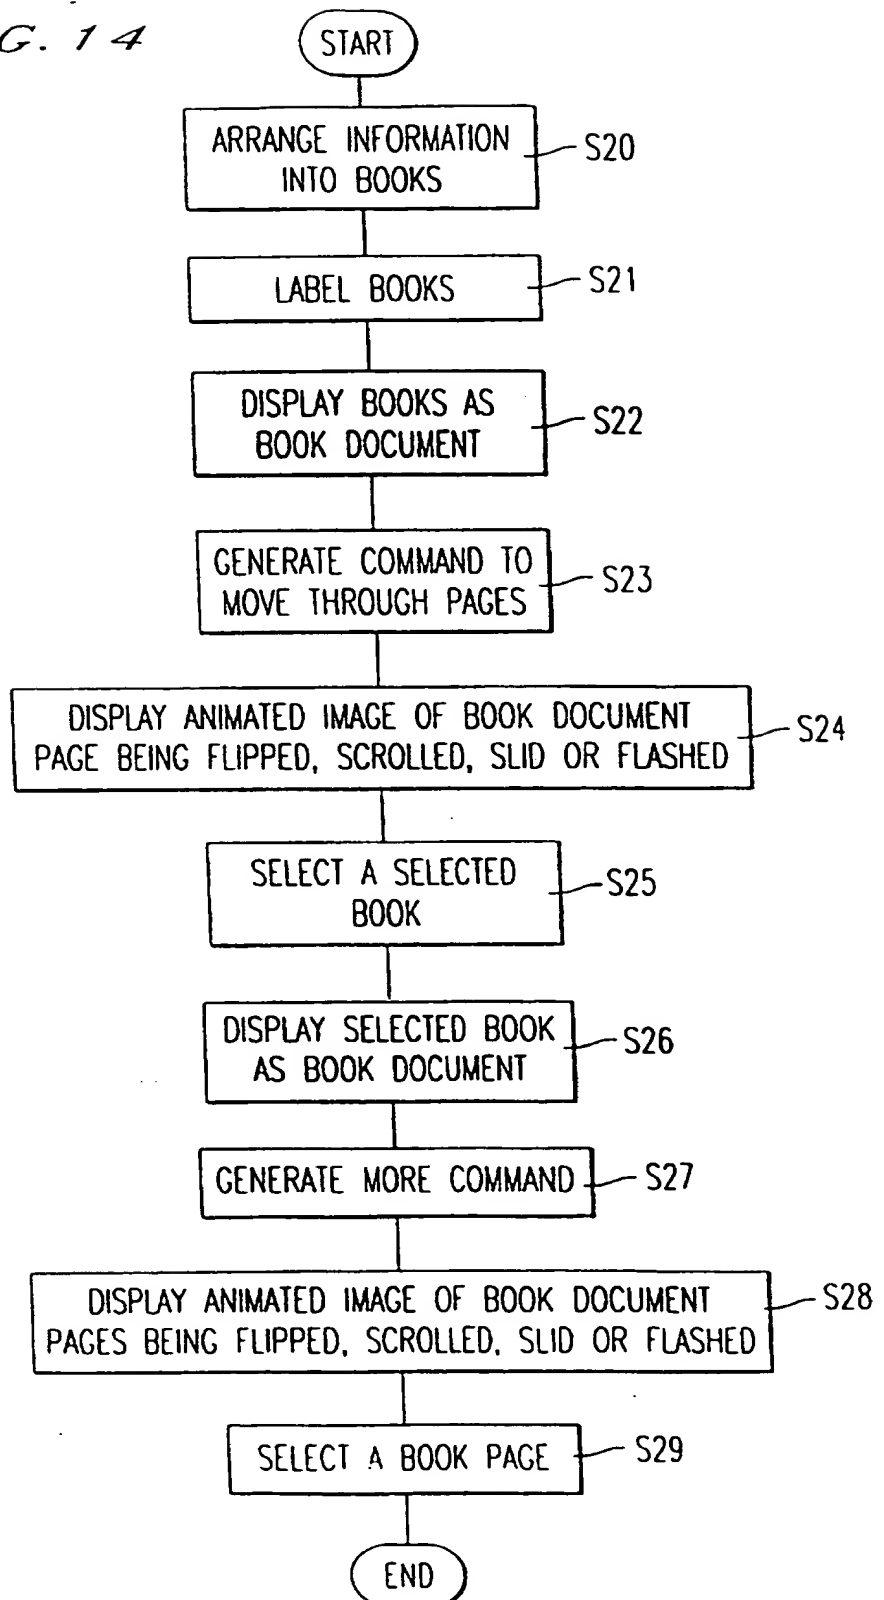 G. 14
START
ARRANGE INFORMATION
INTO BOOKS
S20
LABEL BOOKS
S21
DISPLAY BOOKS AS
BOOK DOCUMENT
S22
GENERATE COMMAND TO
MOVE THROUGH PAGES
S23
DISPLAY ANIMATED IMAGE OF BOOK DOCUMENT
PAGE BEING FLIPPED, SCROLLED, SLID OR FLASHED
S24
SELECT A SELECTED
BOOK
S25
DISPLAY SELECTED BOOK
AS BOOK DOCUMENT
S26
GENERATE MORE COMMAND
S27
DISPLAY ANIMATED IMAGE OF BOOK DOCUMENT
PAGES BEING FLIPPED, SCROLLED, SLID OR FLASHED
S28
SELECT A BOOK PAGE
S29
END